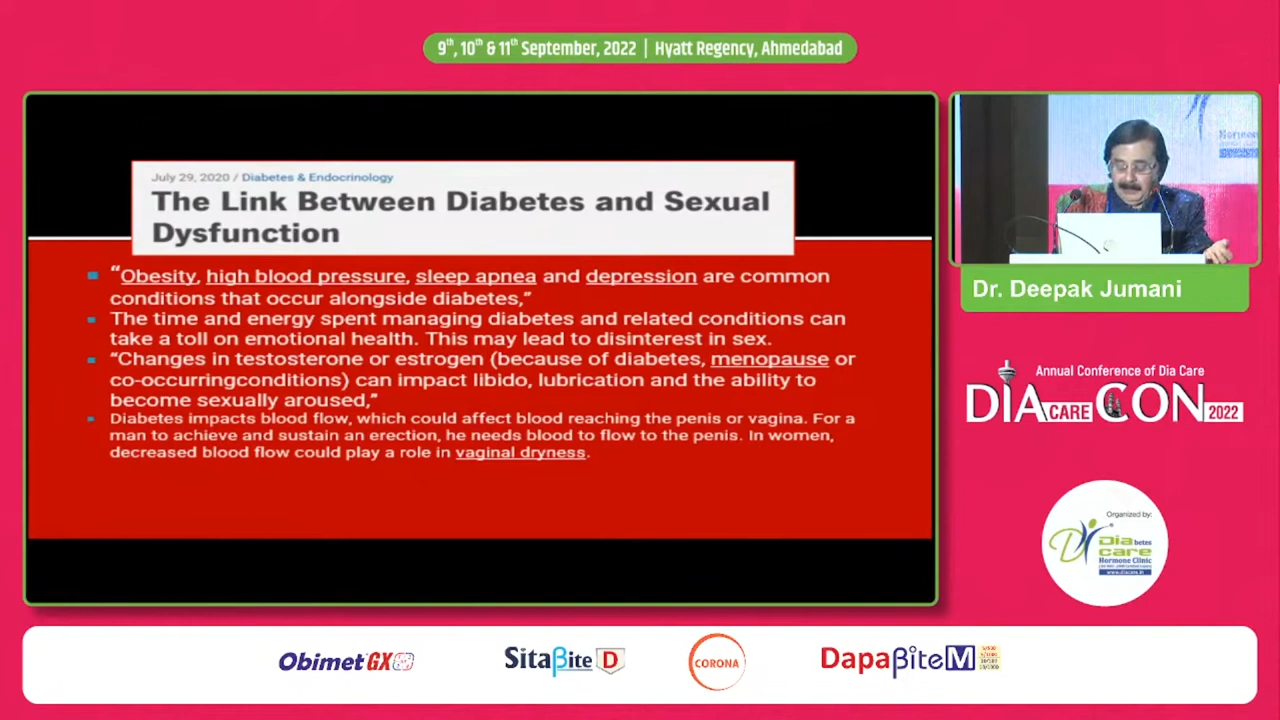 9th, 10th & 11th September, 2022 | Hyatt Regency, Ahmedabad
July 29, 2020 / Diabetes & Endocrinology
The Link Between Diabetes and Sexual
Dysfunction
“Obesity, high blood pressure, sleep apnea and depression are common
conditions that occur alongside diabetes,”
The time and energy spent managing diabetes and related conditions can
take a toll on emotional health. This may lead to disinterest in sex.
“Changes in testosterone or estrogen (because of diabetes, menopause or
co-occurringconditions) can impact libido, lubrication and the ability to
become sexually aroused,”
Diabetes impacts blood flow, which could affect blood reaching the penis or vagina. For a
man to achieve and sustain an erection, he needs blood to flow to the penis. In women,
decreased blood flow could play a role in vaginal dryness.
Dr. Deepak Jumani
Annual Conference of Dia Care
DIA CARE CON 2022
Organized by:
Diabetes
care
Hormone Clinic
www.diacare.in
Obimet GX
SitaβiteD
CORONA
DapaβiteM